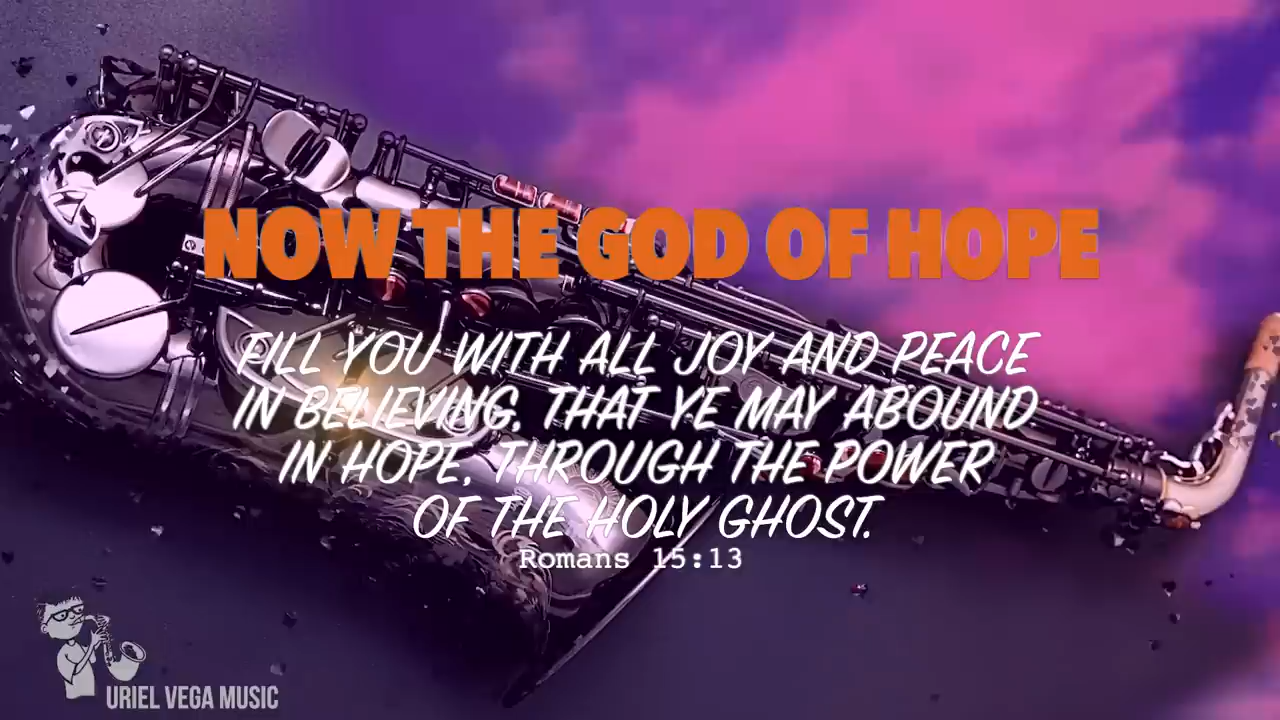 NOW THE GOD OF HOPE
FILL YOU WITH ALL JOY AND PEACE
IN BELIEVING, THAT YE MAY ABOUND
IN HOPE, THROUGH THE POWER
OF THE HOLY GHOST.
Romans 15:13
URIEL VEGA MUSIC